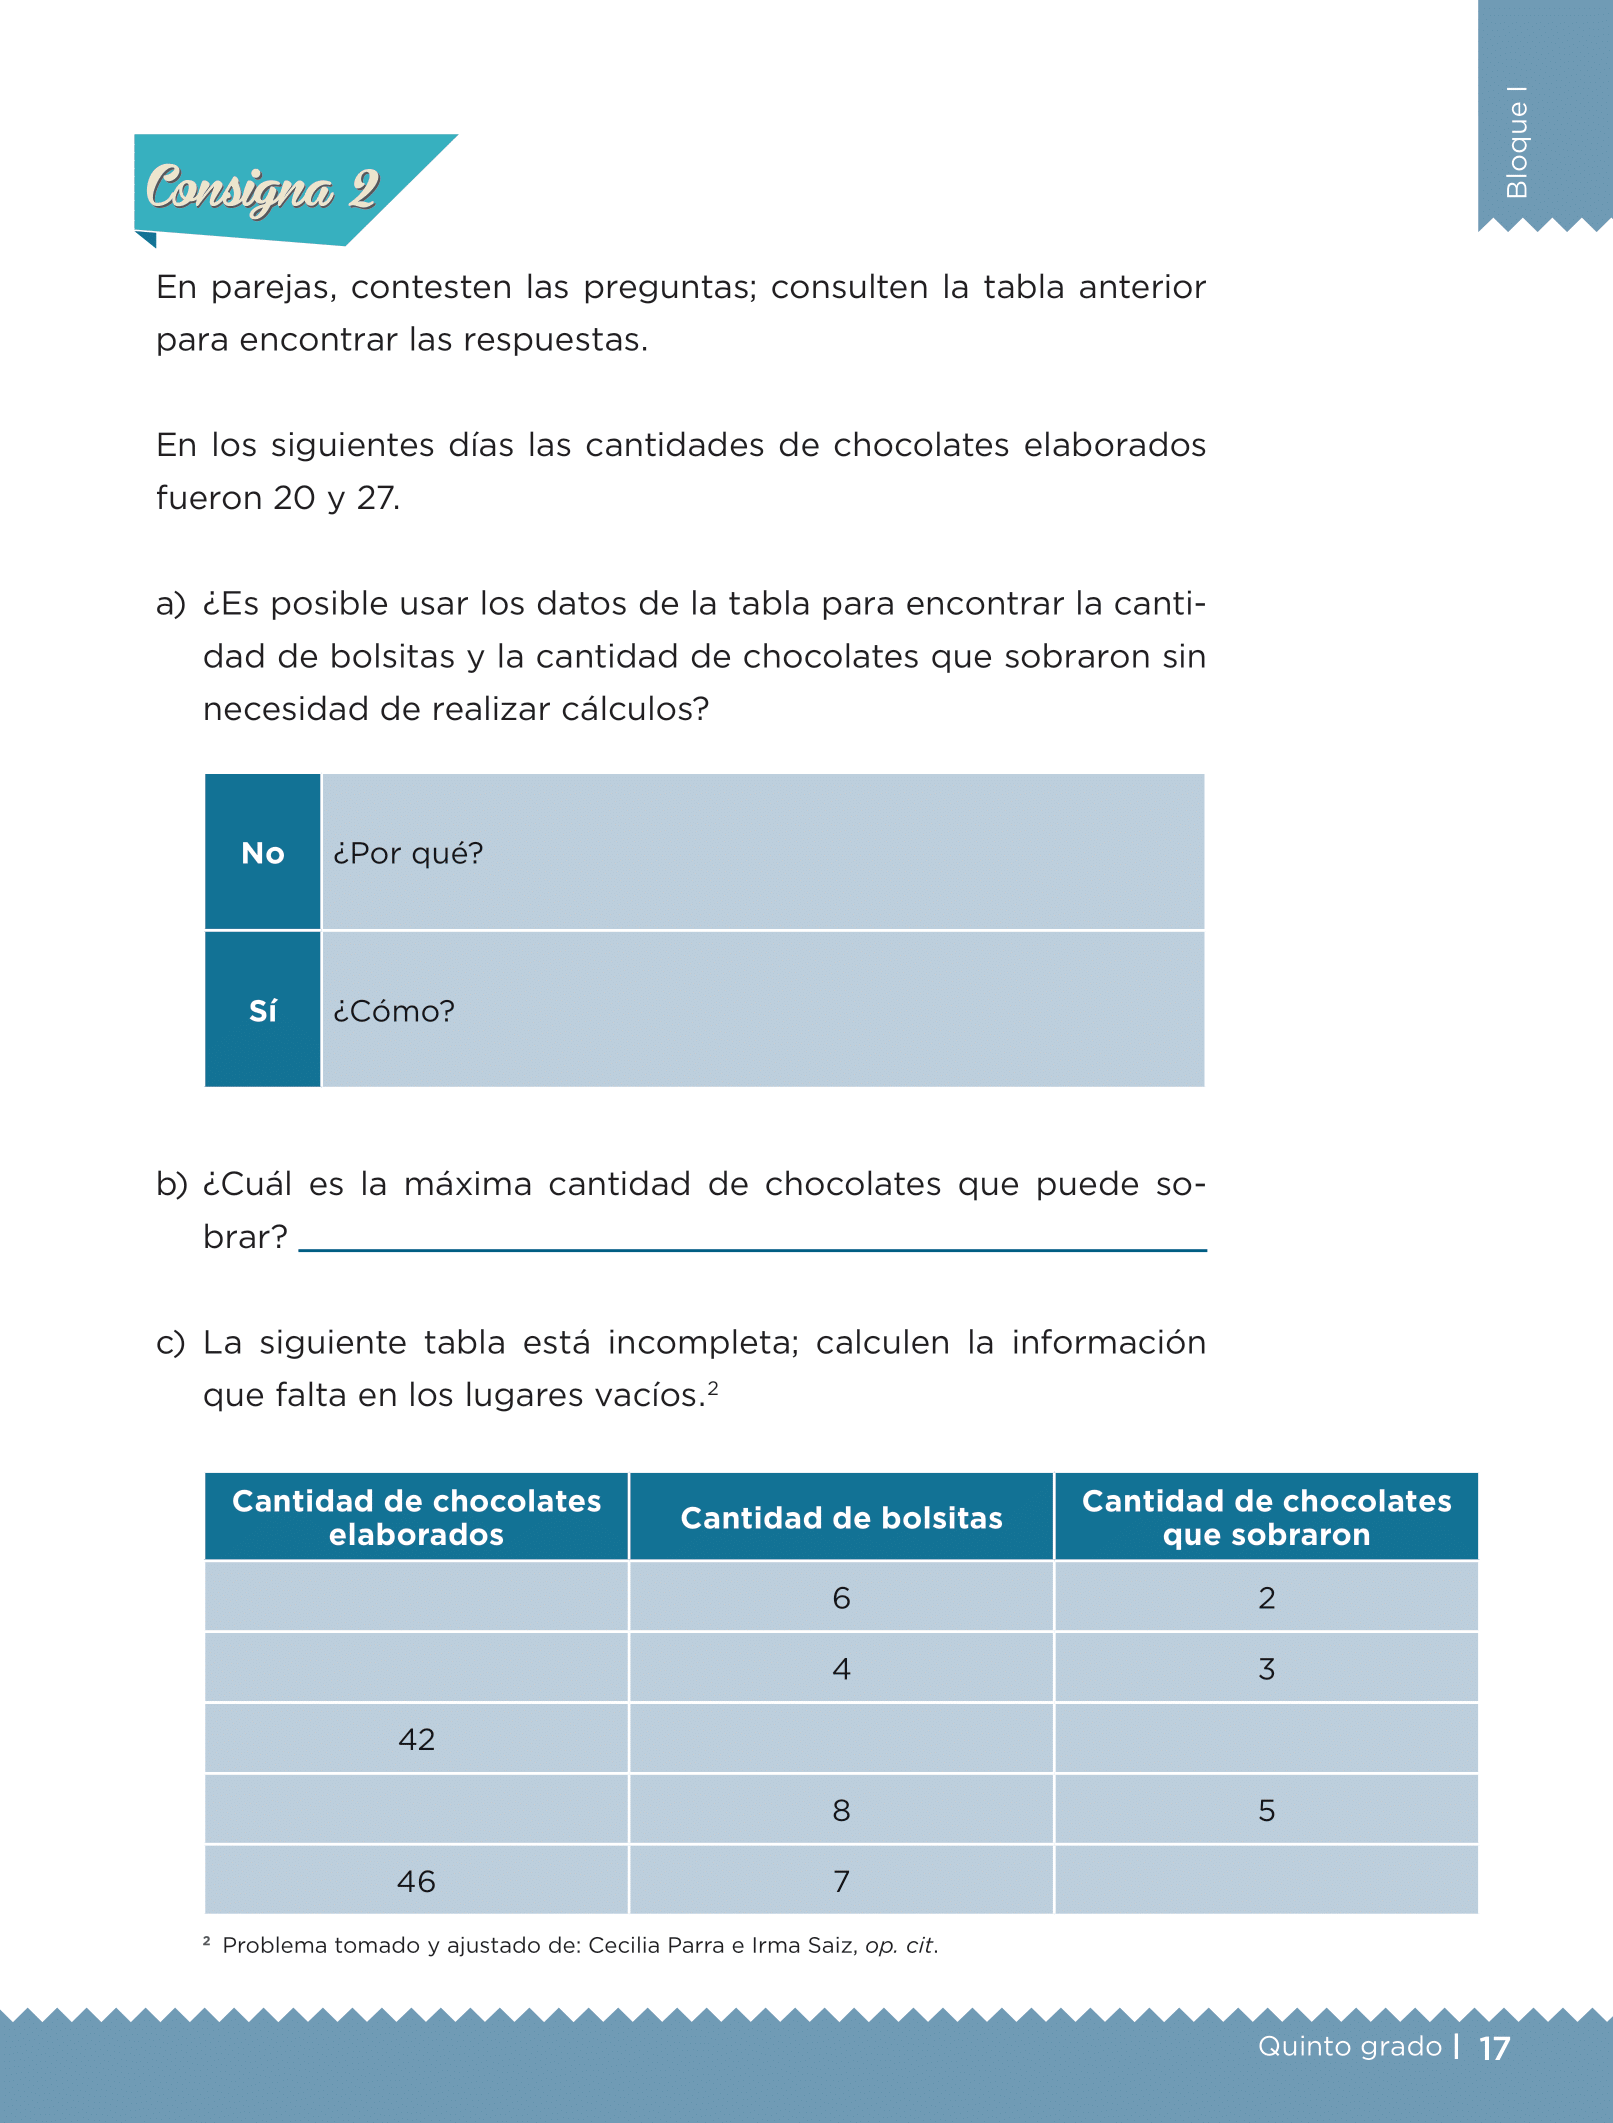 Bloque I
Consigna 2
En parejas, contesten las preguntas; consulten la tabla anterior
para encontrar las respuestas.
En los siguientes días las cantidades de chocolates elaborados
fueron 20 y 27.
a) ¿Es posible usar los datos de la tabla para encontrar la canti-
dad de bolsitas y la cantidad de chocolates que sobraron sin
necesidad de realizar cálculos?
No ¿Por qué?
Sí ¿Cómo?
b) ¿Cuál es la máxima cantidad de chocolates que puede so-
brar?
c) La siguiente tabla está incompleta; calculen la información
que falta en los lugares vacíos.²
Cantidad de chocolates
elaborados
Cantidad de bolsitas
Cantidad de chocolates
que sobraron
6 2
4 3
42
8 5
46 7
² Problema tomado y ajustado de: Cecilia Parra e Irma Saiz, op. cit.
Quinto grado | 17